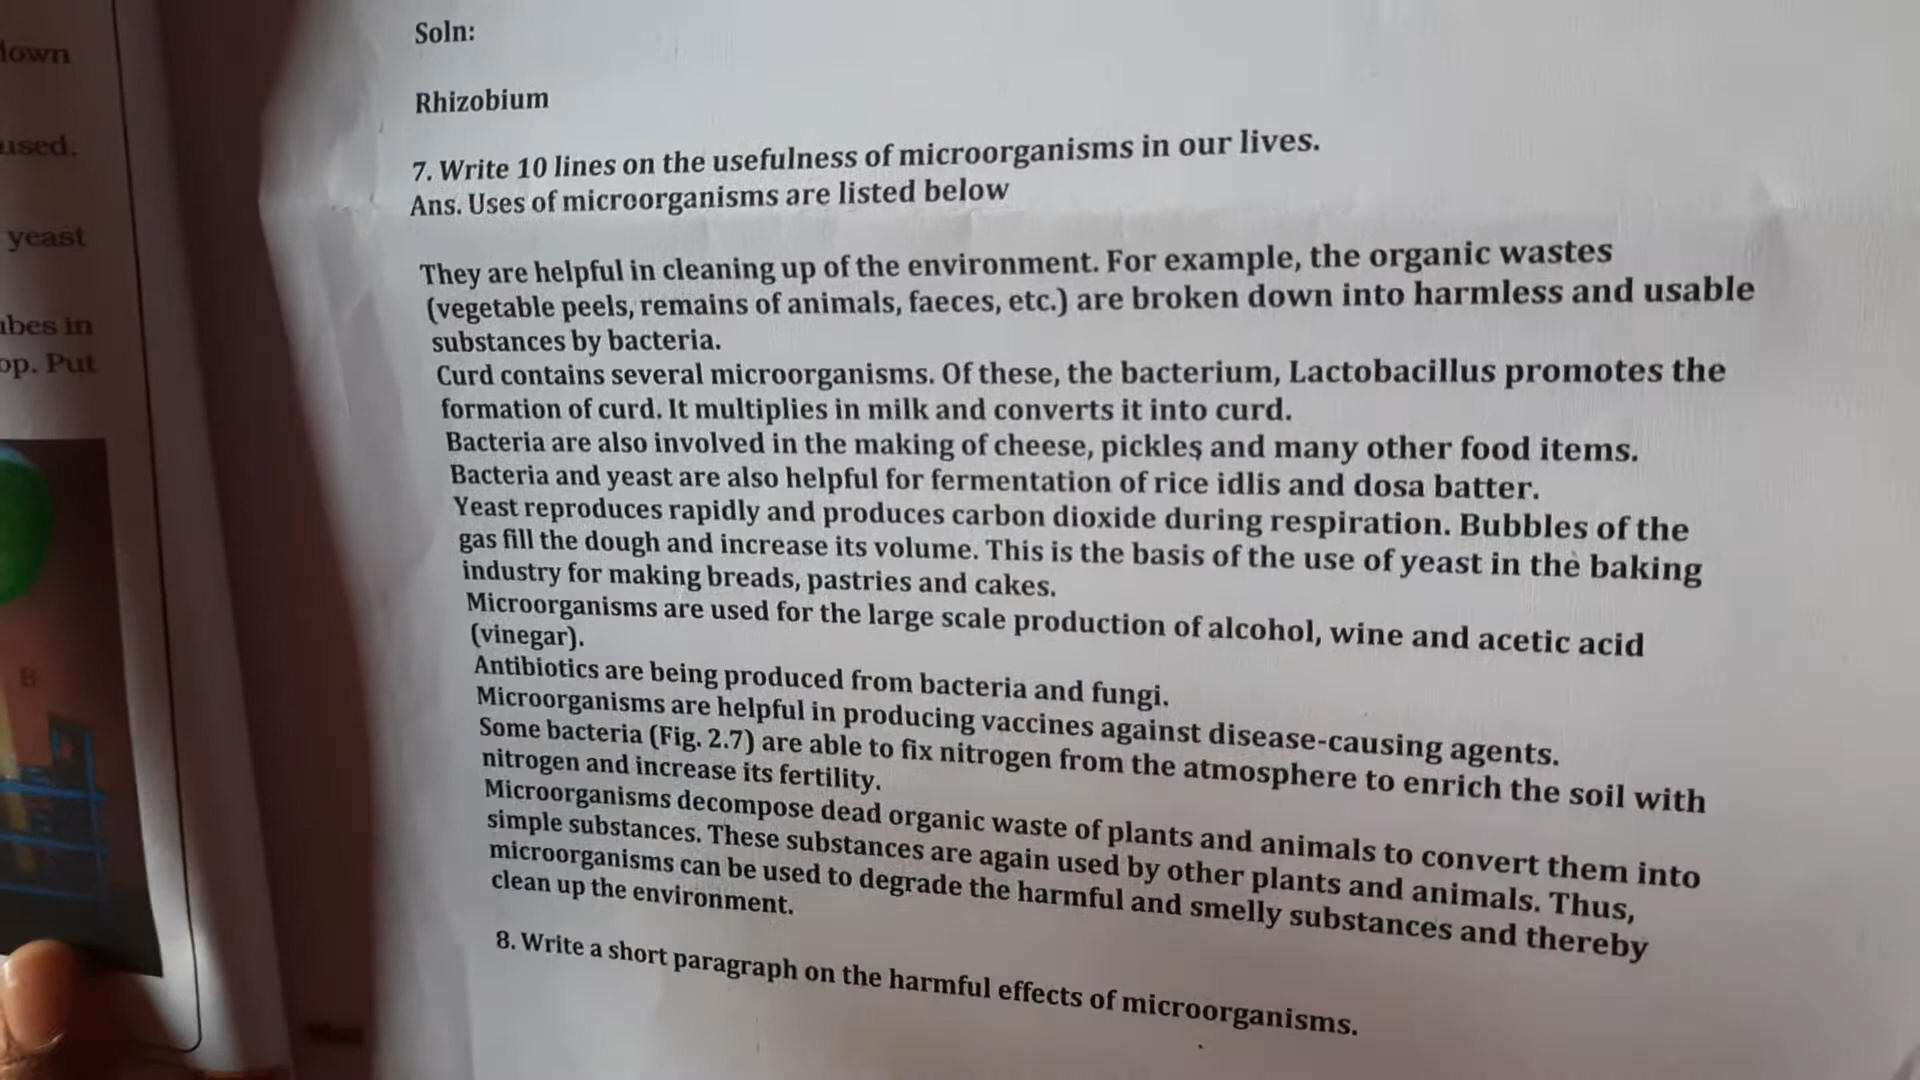 down
used.
yeast
abes in
op. Put
B
Soln:
Rhizobium
7. Write 10 lines on the usefulness of microorganisms in our lives.
Ans. Uses of microorganisms are listed below
They are helpful in cleaning up of the environment. For example, the organic wastes
(vegetable peels, remains of animals, faeces, etc.) are broken down into harmless and usable
substances by bacteria.
Curd contains several microorganisms. Of these, the bacterium, Lactobacillus promotes the
formation of curd. It multiplies in milk and converts it into curd.
Bacteria are also involved in the making of cheese, pickles and many other food items.
Bacteria and yeast are also helpful for fermentation of rice idlis and dosa batter.
Yeast reproduces rapidly and produces carbon dioxide during respiration. Bubbles of the
gas fill the dough and increase its volume. This is the basis of the use of yeast in the baking
industry for making breads, pastries and cakes.
Microorganisms are used for the large scale production of alcohol, wine and acetic acid
(vinegar).
Antibiotics are being produced from bacteria and fungi.
Microorganisms are helpful in producing vaccines against disease-causing agents.
Some bacteria (Fig. 2.7) are able to fix nitrogen from the atmosphere to enrich the soil with
nitrogen and increase its fertility.
Microorganisms decompose dead organic waste of plants and animals to convert them into
simple substances. These substances are again used by other plants and animals. Thus,
microorganisms can be used to degrade the harmful and smelly substances and thereby
clean up the environment.
8. Write a short paragraph on the harmful effects of microorganisms.